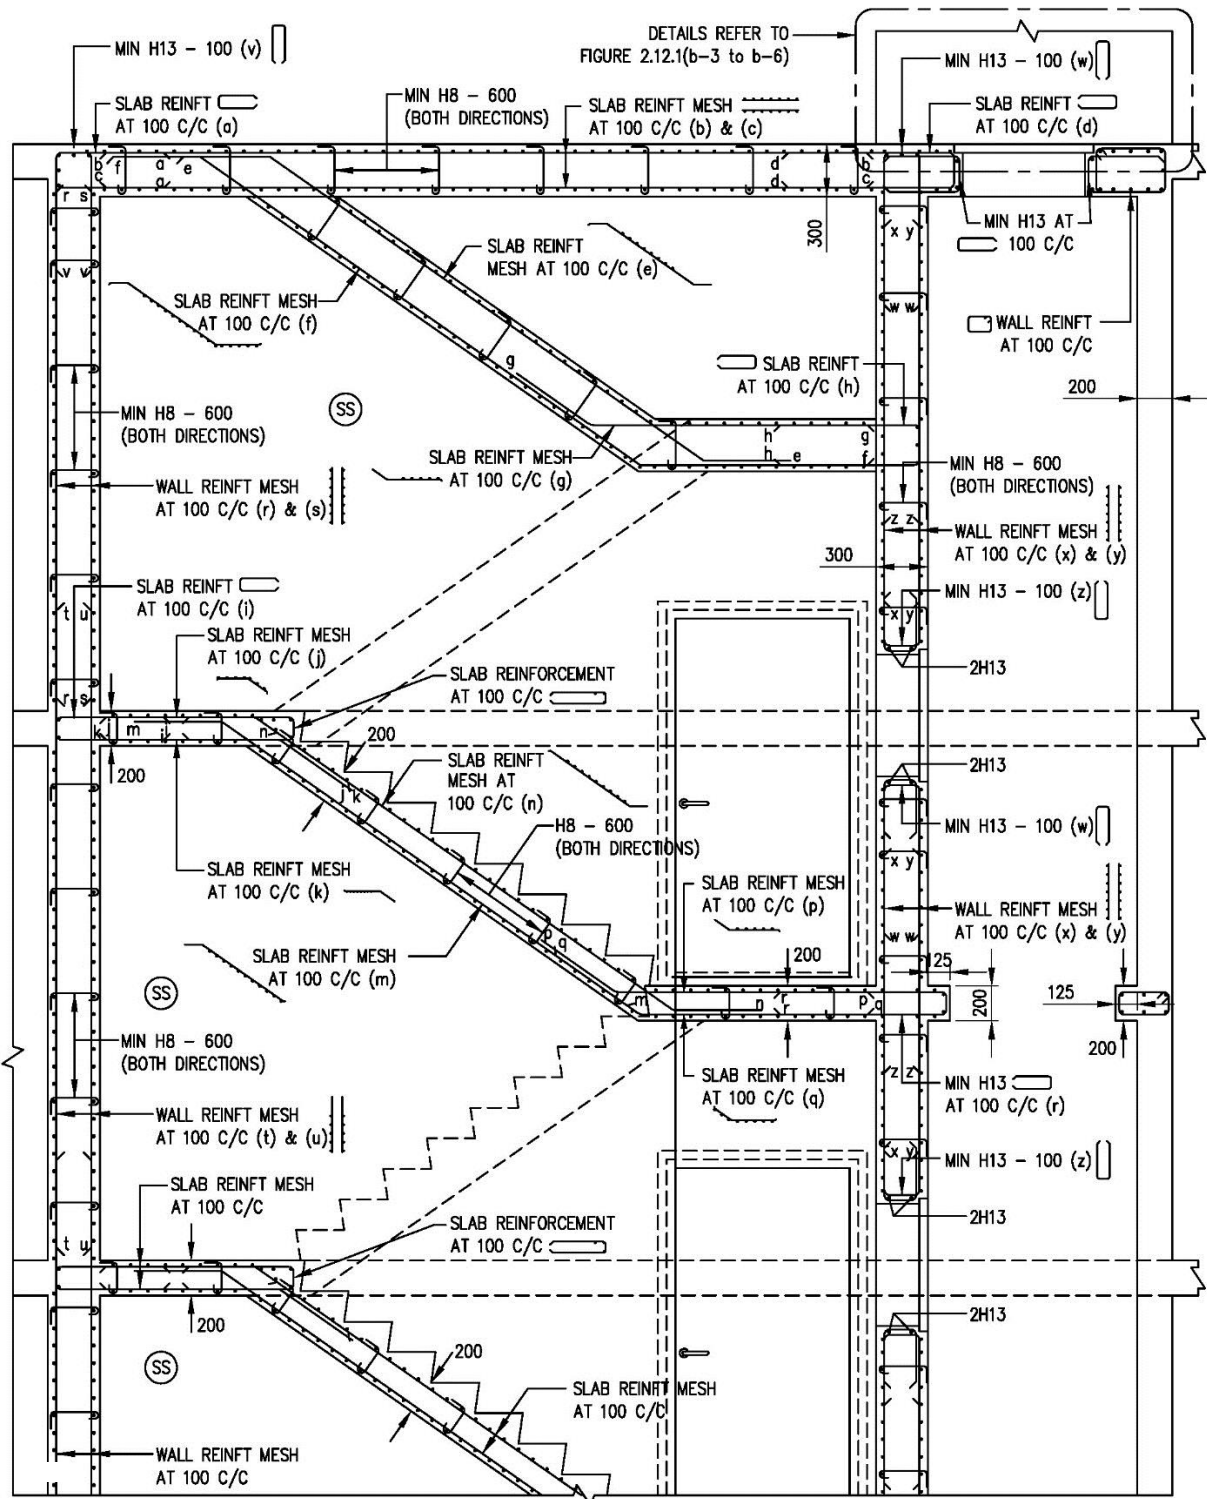 DETAILS REFER TO
FIGURE 2.12.1(b-3 to b-6)
MIN H13 - 100 (v)
MIN H13 - 100 (w)
SLAB REINFT
AT 100 C/C (a)
MIN H8 - 600
(BOTH DIRECTIONS)
SLAB REINFT MESH
AT 100 C/C (b) & (c)
SLAB REINFT
AT 100 C/C (d)
b f a e d b
c a d c
r s
300
MIN H13 AT
100 C/C
x y
SLAB REINFT
MESH AT 100 C/C (e)
v v
SLAB REINFT MESH
AT 100 C/C (f)
w w
WALL REINFT
AT 100 C/C
g
SLAB REINFT
AT 100 C/C (h)
200
MIN H8 - 600
(BOTH DIRECTIONS)
SS
h g
h e f
SLAB REINFT MESH
AT 100 C/C (g)
MIN H8 - 600
(BOTH DIRECTIONS)
WALL REINFT MESH
AT 100 C/C (r) & (s)
z z
WALL REINFT MESH
AT 100 C/C (x) & (y)
300
SLAB REINFT
AT 100 C/C (i)
MIN H13 - 100 (z)
t u
x y
SLAB REINFT MESH
AT 100 C/C (j)
2H13
SLAB REINFORCEMENT
AT 100 C/C
r s
k j m i n
200
200
SLAB REINFT
MESH AT
100 C/C (n)
2H13
j k
H8 - 600
(BOTH DIRECTIONS)
MIN H13 - 100 (w)
SLAB REINFT MESH
AT 100 C/C (k)
SLAB REINFT MESH
AT 100 C/C (p)
x y
WALL REINFT MESH
AT 100 C/C (x) & (y)
p q
w w
SLAB REINFT MESH
AT 100 C/C (m)
200
125
SS
m n r p
r q
200
125
MIN H8 - 600
(BOTH DIRECTIONS)
200
SLAB REINFT MESH
AT 100 C/C (q)
z z
MIN H13
AT 100 C/C (r)
WALL REINFT MESH
AT 100 C/C (t) & (u)
x y
MIN H13 - 100 (z)
SLAB REINFT MESH
AT 100 C/C
2H13
SLAB REINFORCEMENT
AT 100 C/C
t u
200
2H13
SS
200
SLAB REINFT MESH
AT 100 C/C
WALL REINFT MESH
AT 100 C/C